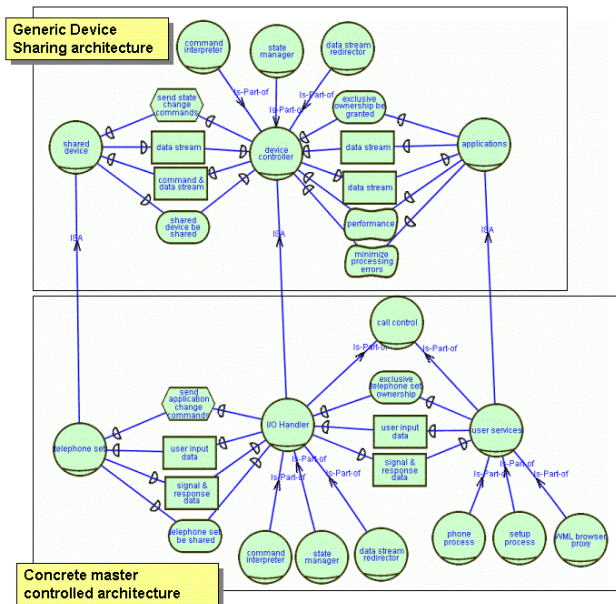 Generic Device
Sharing architecture
command
interpreter
state
manager
data stream
redirector
Is-Part-of
Is-Part-of
Is-Part-of
send state
change
commands
exclusive
ownership be
granted
shared
device
data stream
device
controller
data stream
applications
command &
data stream
data stream
shared
device be
shared
performance
minimize
processing
errors
ISA
ISA
ISA
call control
Is-Part-of
Is-Part-of
send
application
change
commands
exclusive
telephone set
ownership
telephone set
user input
data
I/O Handler
user input
data
user services
signal &
response
data
signal &
response
data
telephone set
be shared
Is-Part-of
Is-Part-of
Is-Part-of
Is-Part-of
Is-Part-of
Is-Part-of
command
interpreter
state
manager
data stream
redirector
phone
process
setup
process
WML browser
proxy
Concrete master
controlled architecture